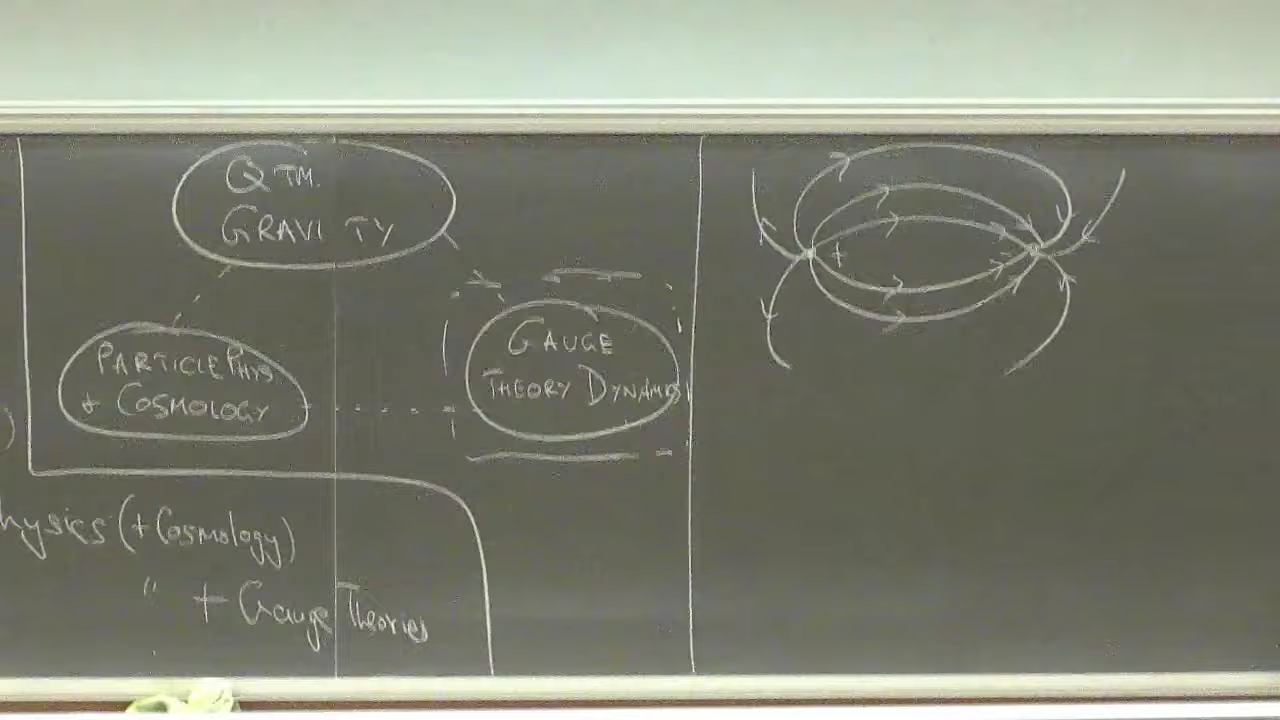 QTM.
GRAVITY
PARTICLE PHYS
+ COSMOLOGY
GAUGE
THEORY DYNAMICS
+
)
hysics (+ Cosmology)
" + Gauge Theories